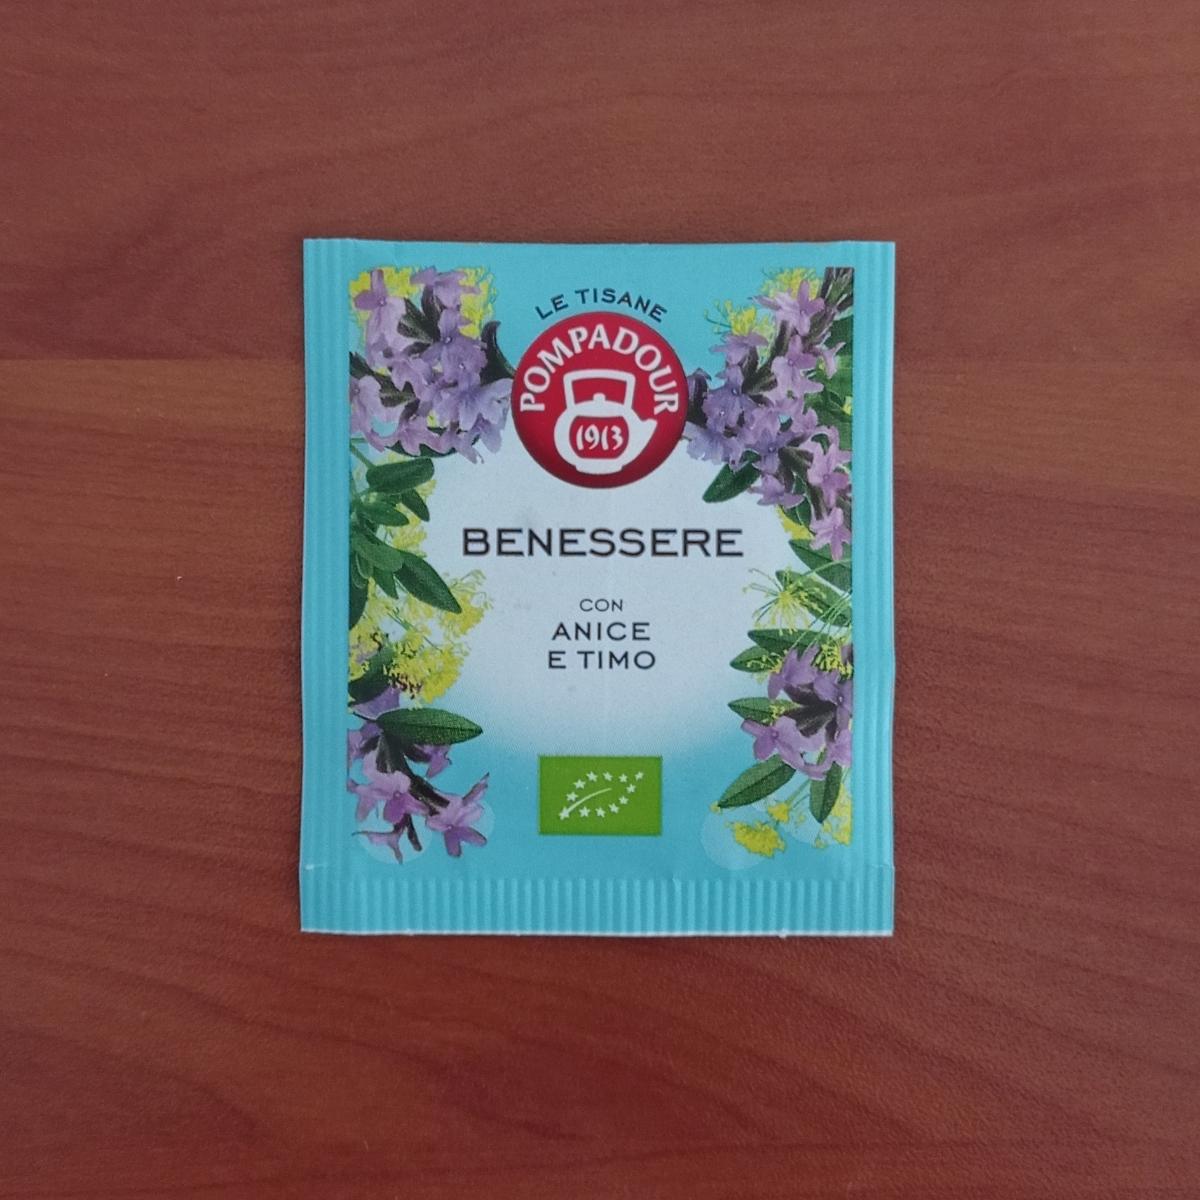 LE TISANE
POMPADOUR
1913
BENESSERE
CON
ANICE
E TIMO